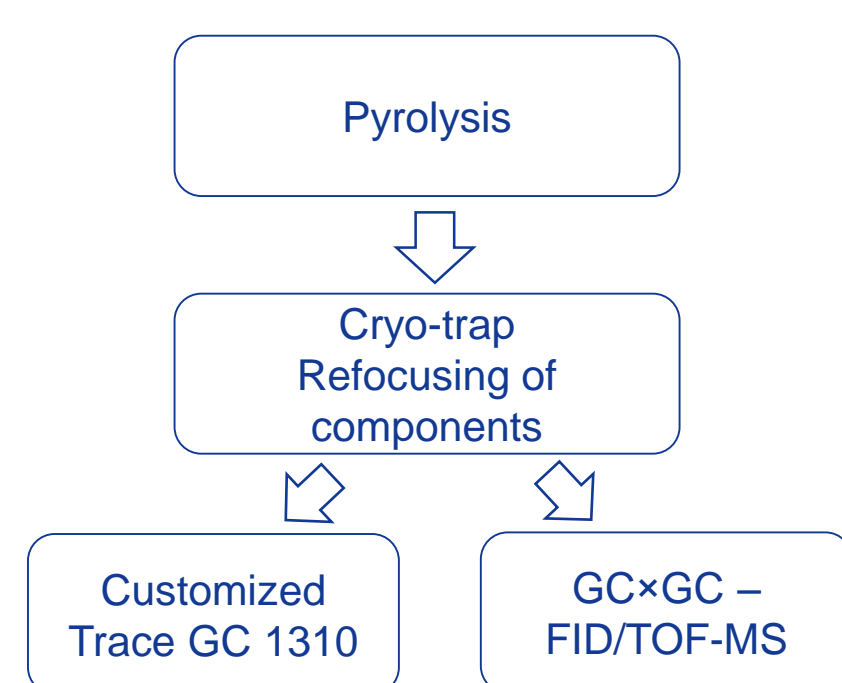 Pyrolysis
Cryo-trap
Refocusing of
components
Customized
Trace GC 1310
GC×GC –
FID/TOF-MS